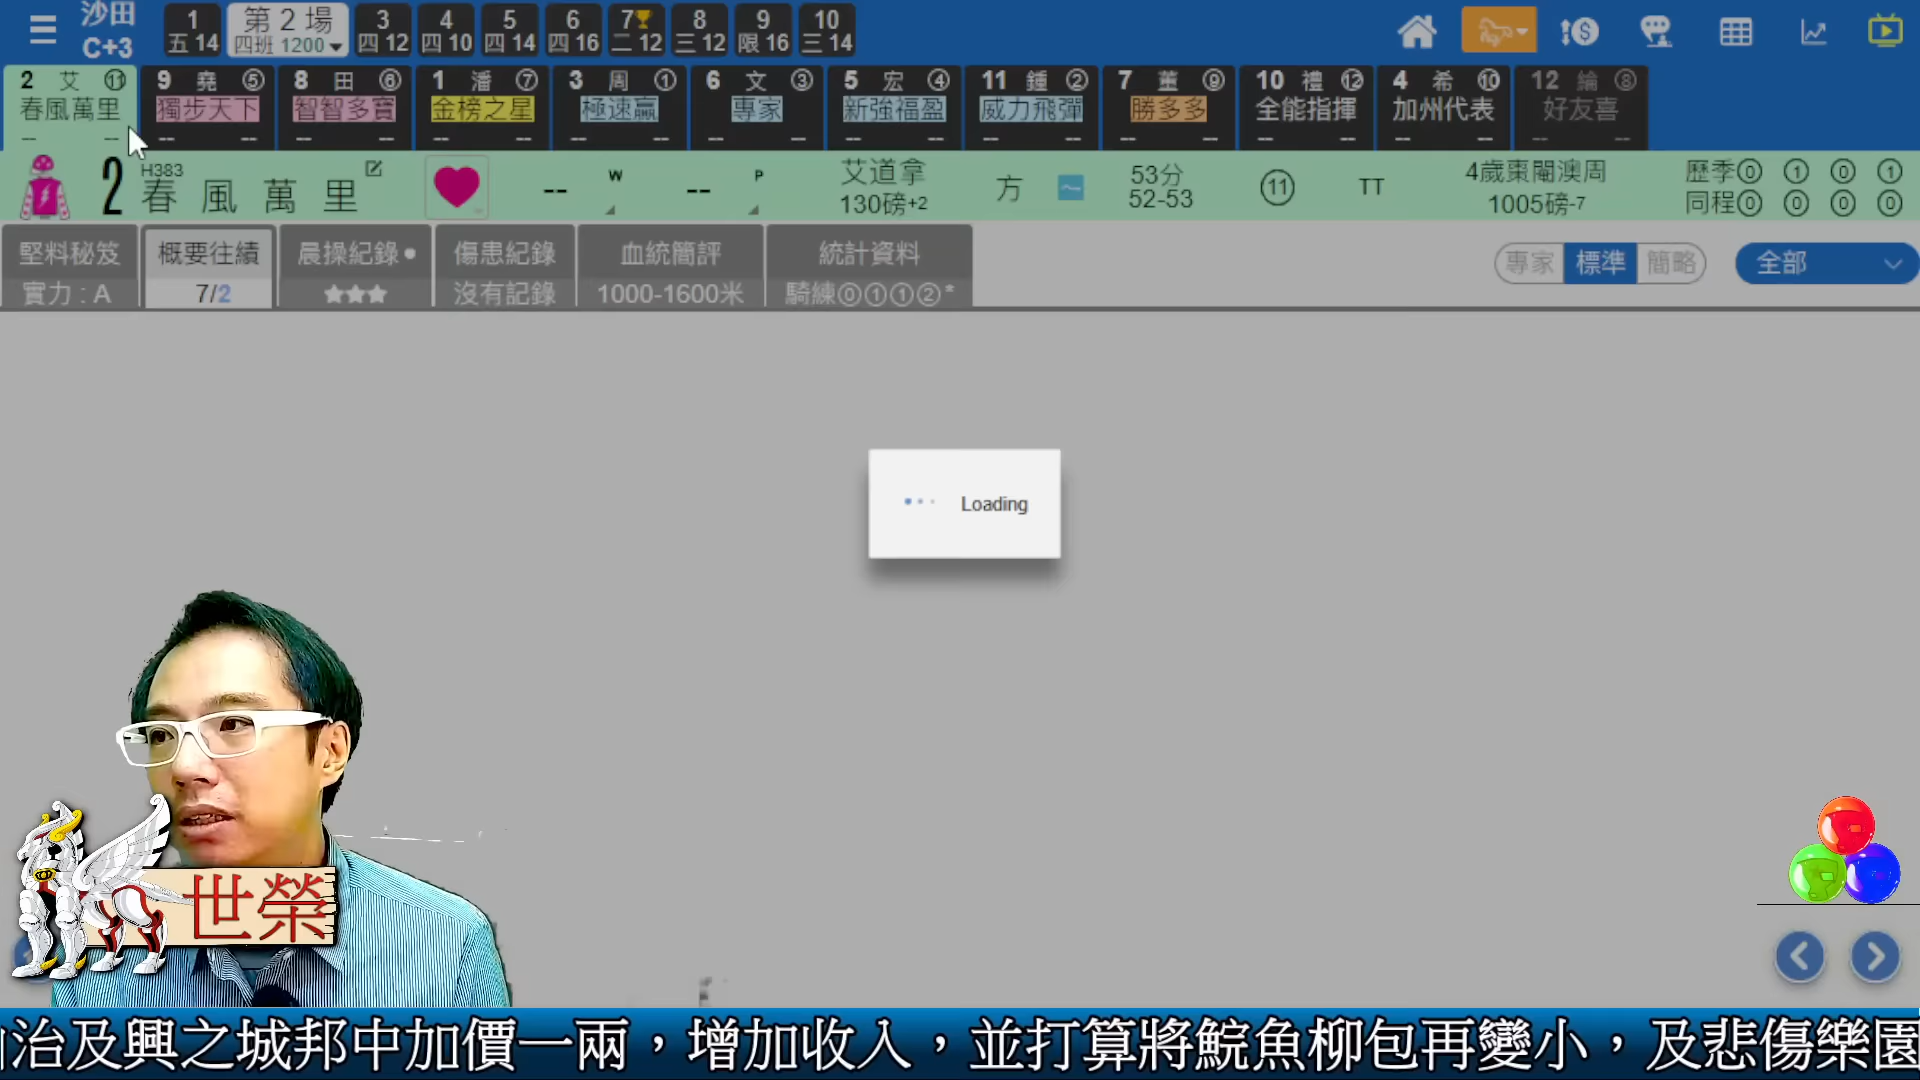 沙田
C+3
1
五 14
第 2 場
四班 1200
3
四 12
4
四 10
5
四 14
6
四 16
7
二 12
8
三 12
9
限 16
10
三 14
2 艾 ⑪
春風萬里
-- --
9 堯 ⑤
獨步天下
-- --
8 田 ⑥
智智多寶
-- --
1 潘 ⑦
金榜之星
-- --
3 周 ①
極速贏
-- --
6 文 ③
專家
-- --
5 宏 ④
新強福盈
-- --
11 鍾 ②
威力飛彈
-- --
7 董 ⑨
勝多多
-- --
10 禮 ⑫
全能指揮
-- --
4 希 ⑩
加州代表
-- --
12 綸 ⑧
好友喜
-- --
2
H383
春風萬里
-- W
-- P
艾道拿
130磅+2
方
53分
52-53
⑪
TT
4歲棗閹澳周
1005磅-7
歷季⓪ ① ⓪ ①
同程⓪ ⓪ ⓪ ⓪
堅料秘笈
實力 : A
概要往績
7/2
晨操紀錄●
★★★
傷患紀錄
沒有記錄
血統簡評
1000-1600米
統計資料
騎練⓪①①②*
專家
標準
簡略
全部
Loading
世榮
治及興之城邦中加價一兩，增加收入，並打算將鯇魚柳包再變小，及悲傷樂園